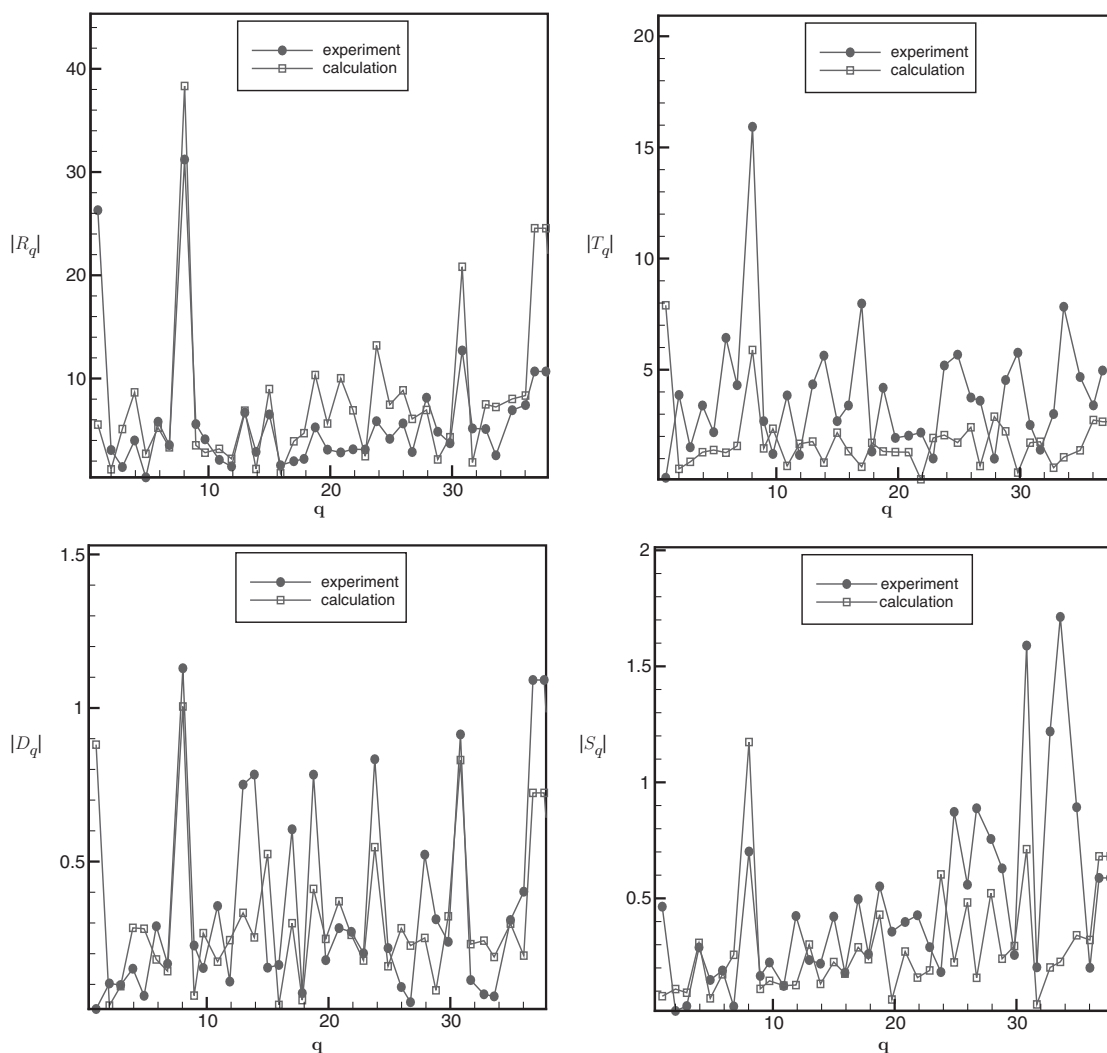 experiment
calculation
40
30
20
10
|R_q|
10
20
30
q
experiment
calculation
20
15
10
5
|T_q|
10
20
30
q
experiment
calculation
1.5
1
0.5
|D_q|
10
20
30
q
experiment
calculation
2
1.5
1
0.5
|S_q|
10
20
30
q